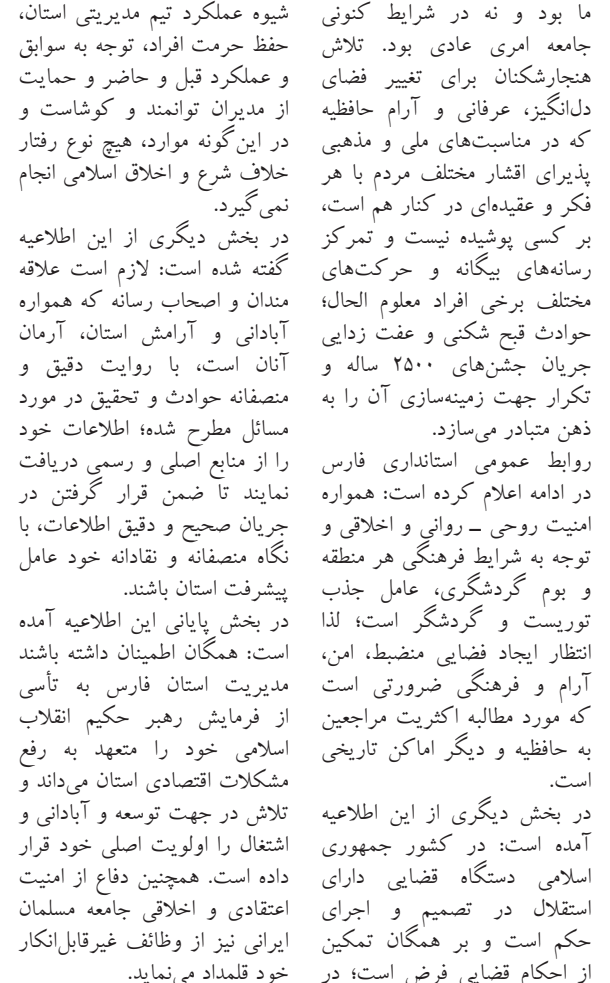 ما بود و نه در شرایط کنونی
جامعه امری عادی بود. تلاش
هنجارشکنان برای تغییر فضای
دل‌انگیز، عرفانی و آرام حافظیه
که در مناسبت‌های ملی و مذهبی
پذیرای اقشار مختلف مردم با هر
فکر و عقیده‌ای در کنار هم است،
بر کسی پوشیده نیست و تمرکز
رسانه‌های بیگانه و حرکت‌های
مختلف برخی افراد معلوم الحال؛
حوادث قبح شکنی و عفت زدایی
جریان جشن‌های ۲۵۰۰ ساله و
تکرار جهت زمینه‌سازی آن را به
ذهن متبادر می‌سازد.
روابط عمومی استانداری فارس
در ادامه اعلام کرده است: همواره
امنیت روحی ــ روانی و اخلاقی و
توجه به شرایط فرهنگی هر منطقه
و بوم گردشگری، عامل جذب
توریست و گردشگر است؛ لذا
انتظار ایجاد فضایی منضبط، امن،
آرام و فرهنگی ضرورتی است
که مورد مطالبه اکثریت مراجعین
به حافظیه و دیگر اماکن تاریخی
است.
در بخش دیگری از این اطلاعیه
آمده است: در کشور جمهوری
اسلامی دستگاه قضایی دارای
استقلال در تصمیم و اجرای
حکم است و بر همگان تمکین
از احکام قضایی فرض است؛ در
شیوه عملکرد تیم مدیریتی استان،
حفظ حرمت افراد، توجه به سوابق
و عملکرد قبل و حاضر و حمایت
از مدیران توانمند و کوشاست و
در این‌گونه موارد، هیچ نوع رفتار
خلاف شرع و اخلاق اسلامی انجام
نمی‌گیرد.
در بخش دیگری از این اطلاعیه
گفته شده است: لازم است علاقه
مندان و اصحاب رسانه که همواره
آبادانی و آرامش استان، آرمان
آنان است، با روایت دقیق و
منصفانه حوادث و تحقیق در مورد
مسائل مطرح شده؛ اطلاعات خود
را از منابع اصلی و رسمی دریافت
نمایند تا ضمن قرار گرفتن در
جریان صحیح و دقیق اطلاعات، با
نگاه منصفانه و نقادانه خود عامل
پیشرفت استان باشند.
در بخش پایانی این اطلاعیه آمده
است: همگان اطمینان داشته باشند
مدیریت استان فارس به تأسی
از فرمایش رهبر حکیم انقلاب
اسلامی خود را متعهد به رفع
مشکلات اقتصادی استان می‌داند و
تلاش در جهت توسعه و آبادانی و
اشتغال را اولویت اصلی خود قرار
داده است. همچنین دفاع از امنیت
اعتقادی و اخلاقی جامعه مسلمان
ایرانی نیز از وظائف غیرقابل‌انکار
خود قلمداد می‌نماید.